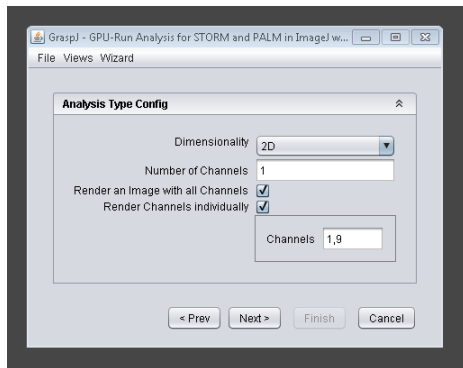 GraspJ - GPU-Run Analysis for STORM and PALM in ImageJ w...
File Views Wizard
Analysis Type Config
Dimensionality 2D
Number of Channels 1
Render an Image with all Channels
Render Channels individually
Channels 1,9
< Prev Next > Finish Cancel